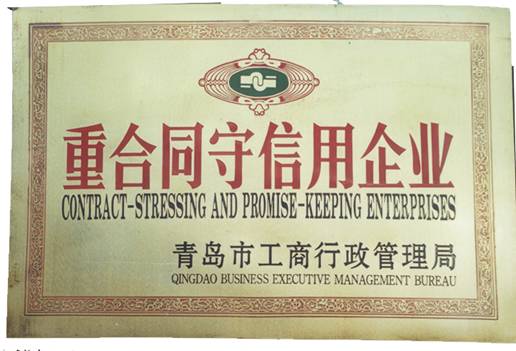 重合同守信用企业
CONTRACT-STRESSING AND PROMISE-KEEPING ENTERPRISES
青岛市工商行政管理局
QINGDAO BUSINESS EXECUTIVE MANAGEMENT BUREAU